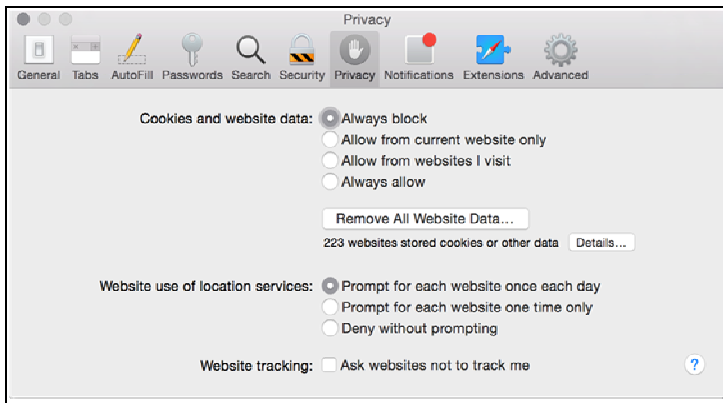 Privacy
General Tabs AutoFill Passwords Search Security Privacy Notifications Extensions Advanced
Cookies and website data: Always block
Allow from current website only
Allow from websites I visit
Always allow
Remove All Website Data...
223 websites stored cookies or other data Details...
Website use of location services: Prompt for each website once each day
Prompt for each website one time only
Deny without prompting
Website tracking: Ask websites not to track me ?